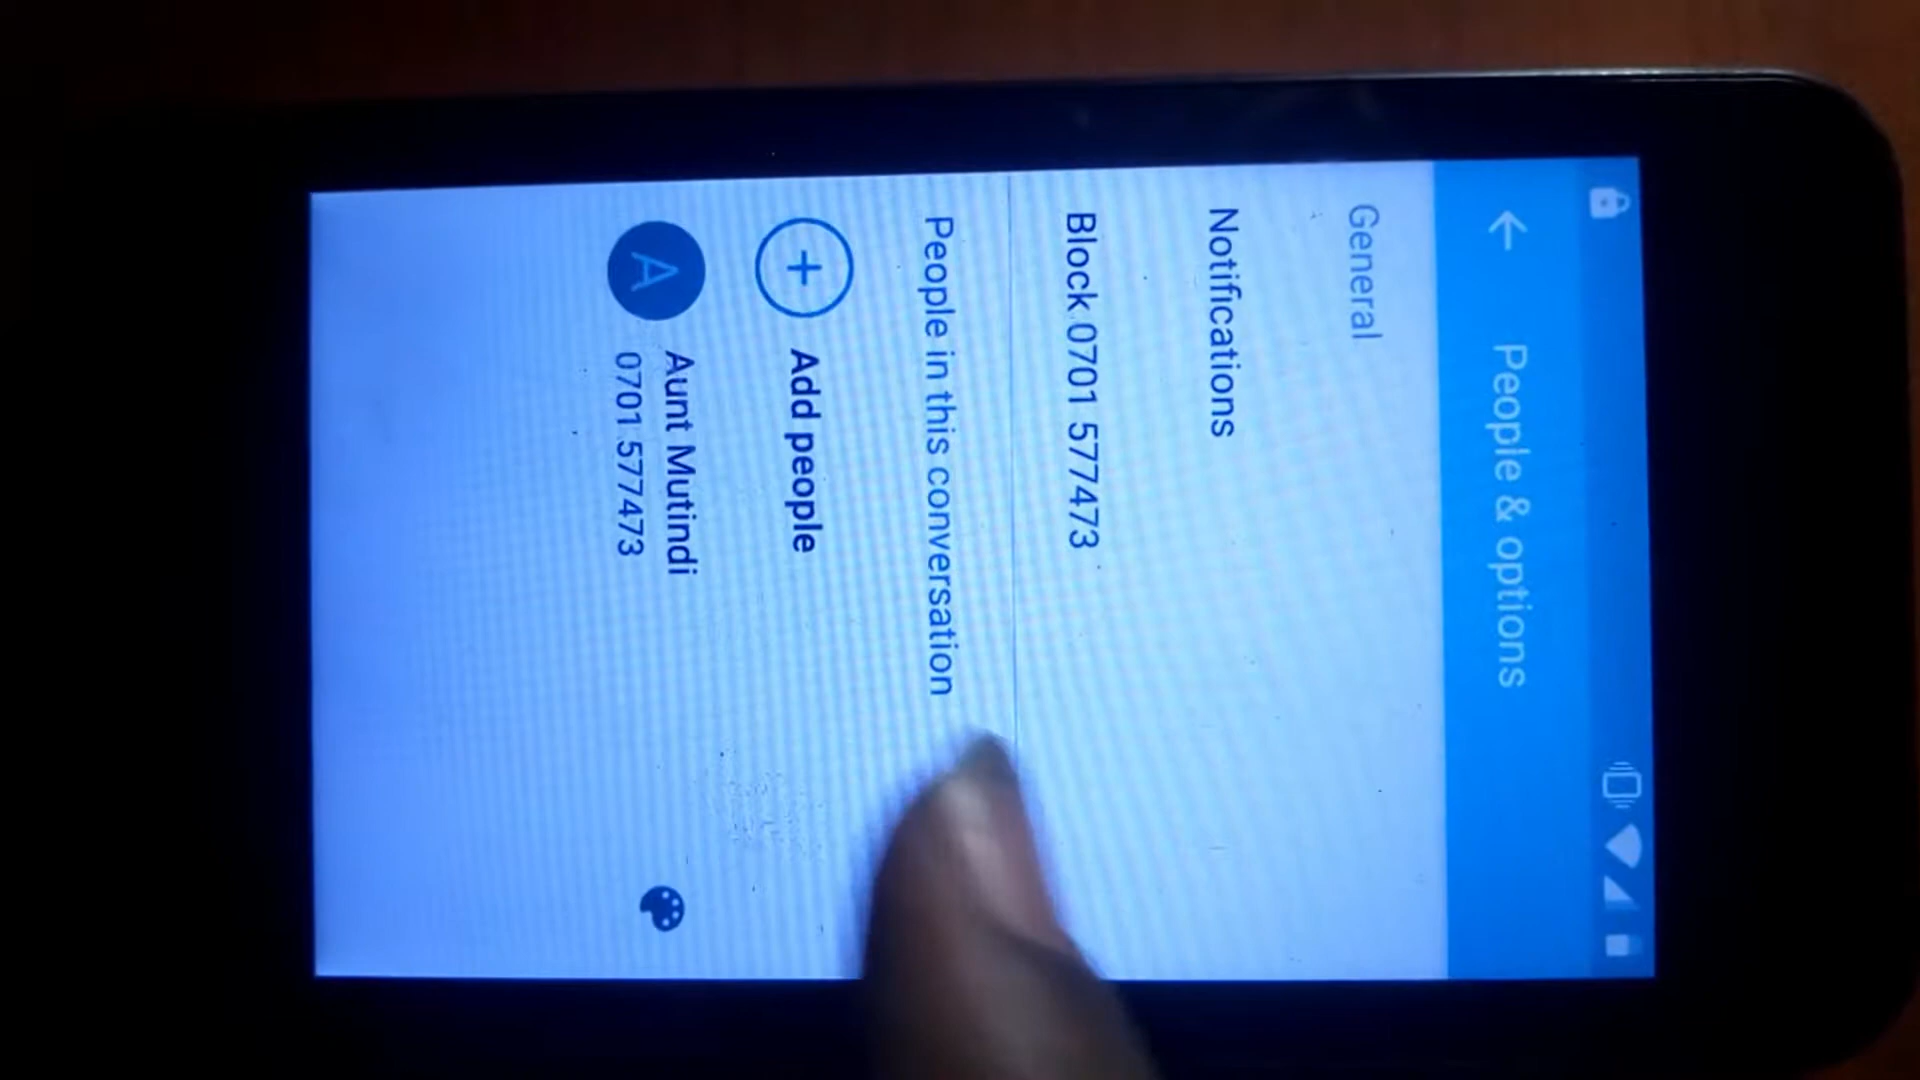 People & options
General
Notifications
Block 0701 577473
People in this conversation
Add people
A
Aunt Mutindi
0701 577473